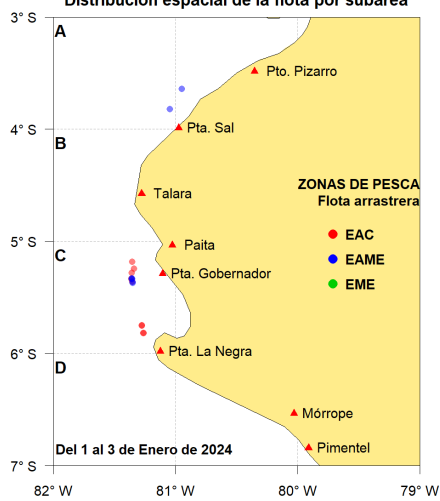 Distribución espacial de la flota por subárea
3° S
A
Pto. Pizarro
4° S
Pta. Sal
B
ZONAS DE PESCA
Talara
Flota arrastrera
EAC
5° S
Paita
C
EAME
Pta. Gobernador
EME
6° S
Pta. La Negra
D
Mórrope
Del 1 al 3 de Enero de 2024
Pimentel
7° S
82° W
81° W
80° W
79° W